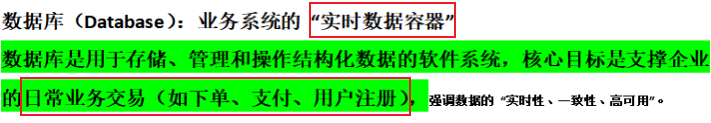 数据库（Database）：业务系统的 “实时数据容器”
数据库是用于存储、管理和操作结构化数据的软件系统，核心目标是支撑企业
的日常业务交易（如下单、支付、用户注册），强调数据的 “实时性、一致性、高可用”。